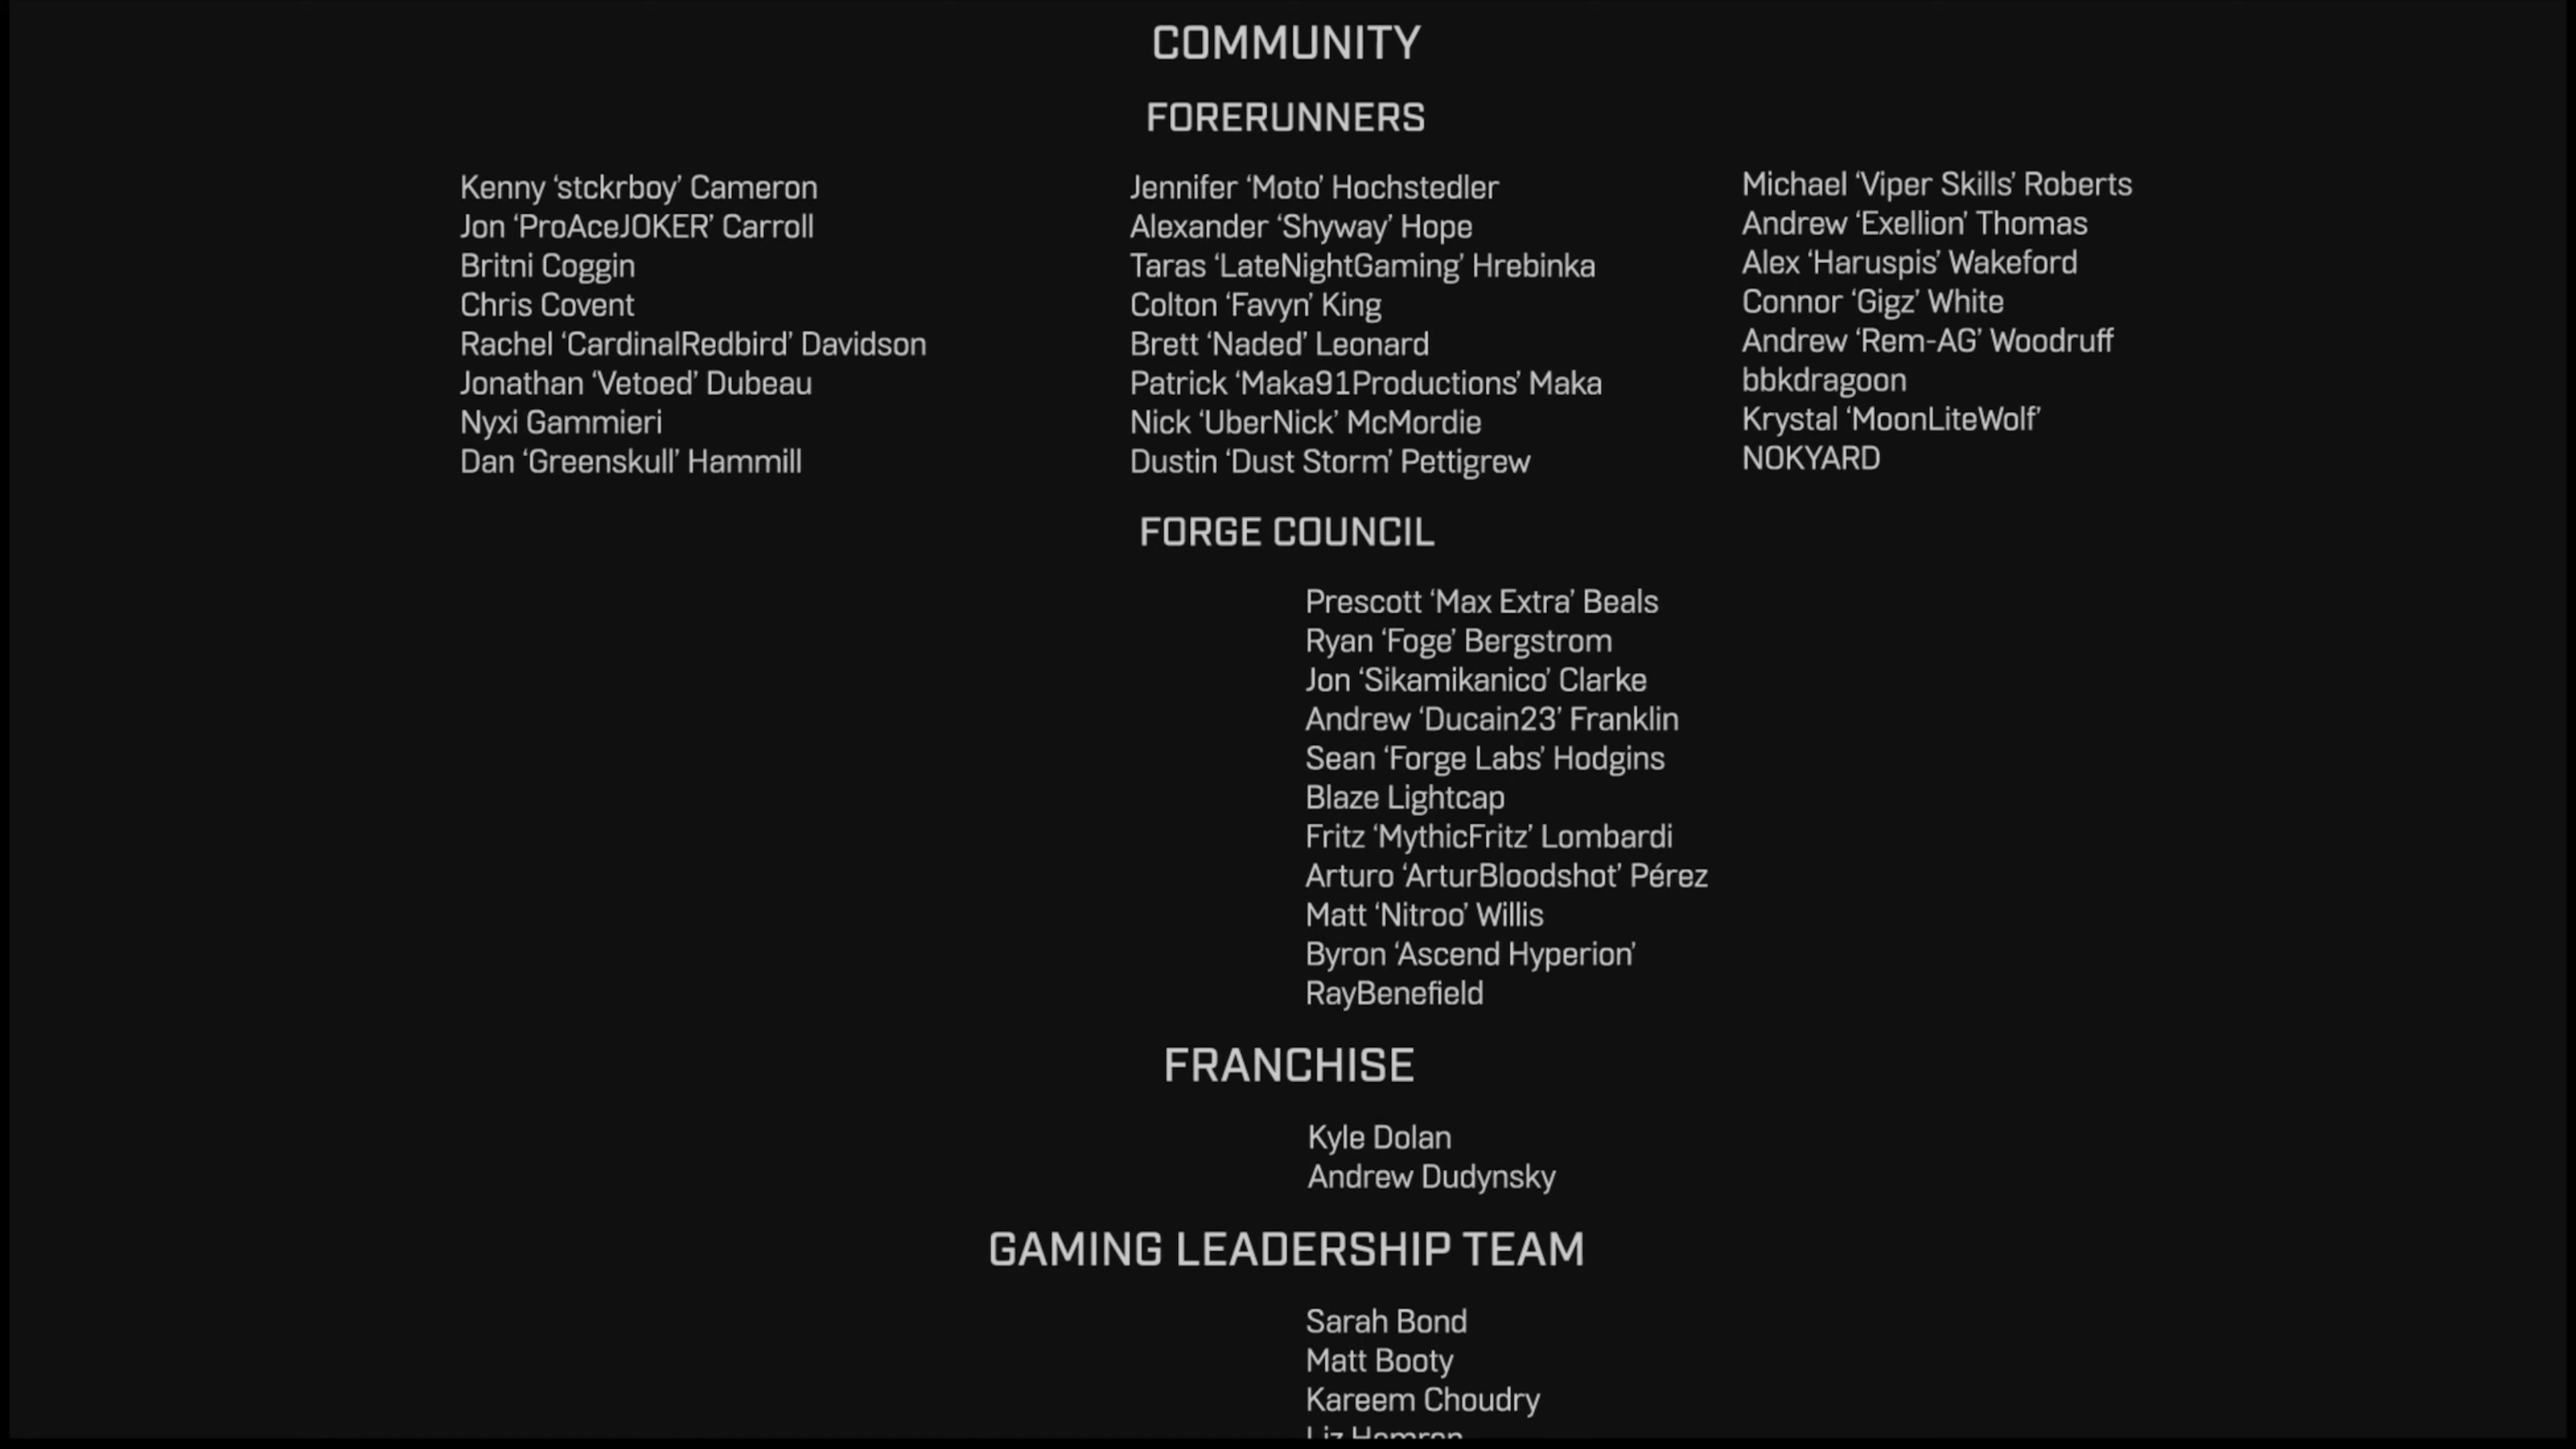 COMMUNITY
FORERUNNERS
Kenny ‘stckrboy’ Cameron
Jon ‘ProAceJOKER’ Carroll
Britni Coggin
Chris Covent
Rachel ‘CardinalRedbird’ Davidson
Jonathan ‘Vetoed’ Dubeau
Nyxi Gammieri
Dan ‘Greenskull’ Hammill
Jennifer ‘Moto’ Hochstedler
Alexander ‘Shyway’ Hope
Taras ‘LateNightGaming’ Hrebinka
Colton ‘Favyn’ King
Brett ‘Naded’ Leonard
Patrick ‘Maka91Productions’ Maka
Nick ‘UberNick’ McMordie
Dustin ‘Dust Storm’ Pettigrew
Michael ‘Viper Skills’ Roberts
Andrew ‘Exellion’ Thomas
Alex ‘Haruspis’ Wakeford
Connor ‘Gigz’ White
Andrew ‘Rem-AG’ Woodruff
bbkdragoon
Krystal ‘MoonLiteWolf’
NOKYARD
FORGE COUNCIL
Prescott ‘Max Extra’ Beals
Ryan ‘Foge’ Bergstrom
Jon ‘Sikamikanico’ Clarke
Andrew ‘Ducain23’ Franklin
Sean ‘Forge Labs’ Hodgins
Blaze Lightcap
Fritz ‘MythicFritz’ Lombardi
Arturo ‘ArturBloodshot’ Pérez
Matt ‘Nitroo’ Willis
Byron ‘Ascend Hyperion’
RayBenefield
FRANCHISE
Kyle Dolan
Andrew Dudynsky
GAMING LEADERSHIP TEAM
Sarah Bond
Matt Booty
Kareem Choudry
Liz Hamren